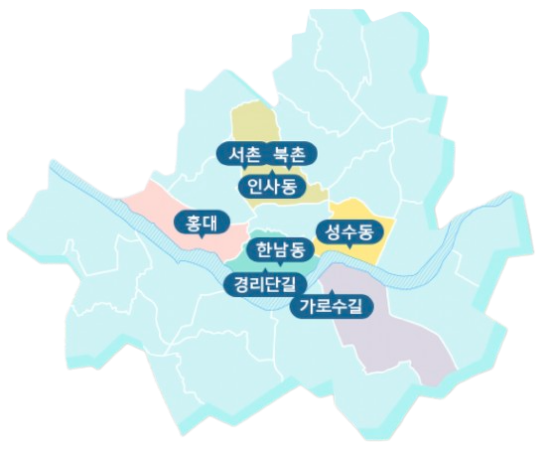 서촌 북촌
인사동
홍대
성수동
한남동
경리단길
가로수길